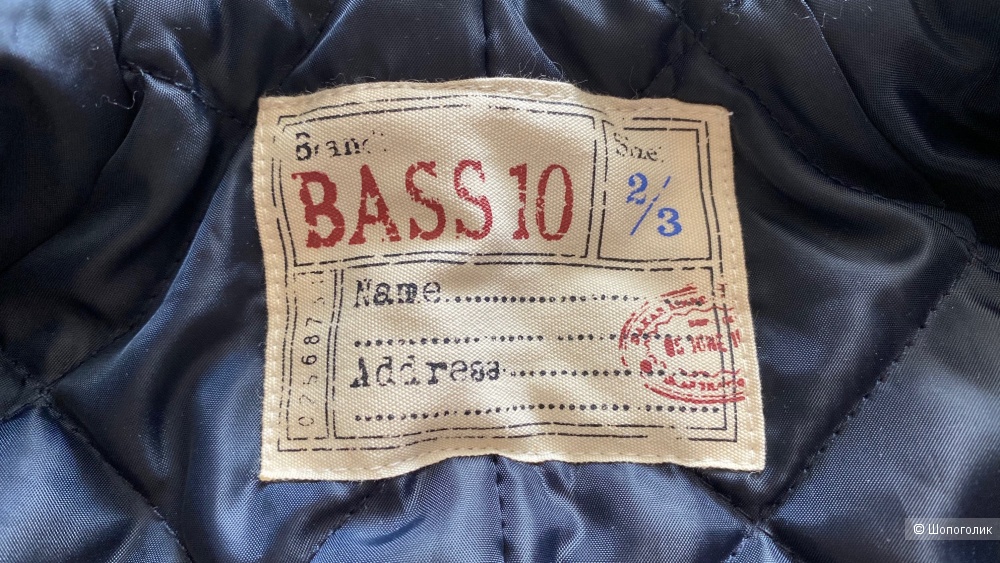 Brand:
BASS 10
Size:
2/3
Name
Address
© Шопоголик